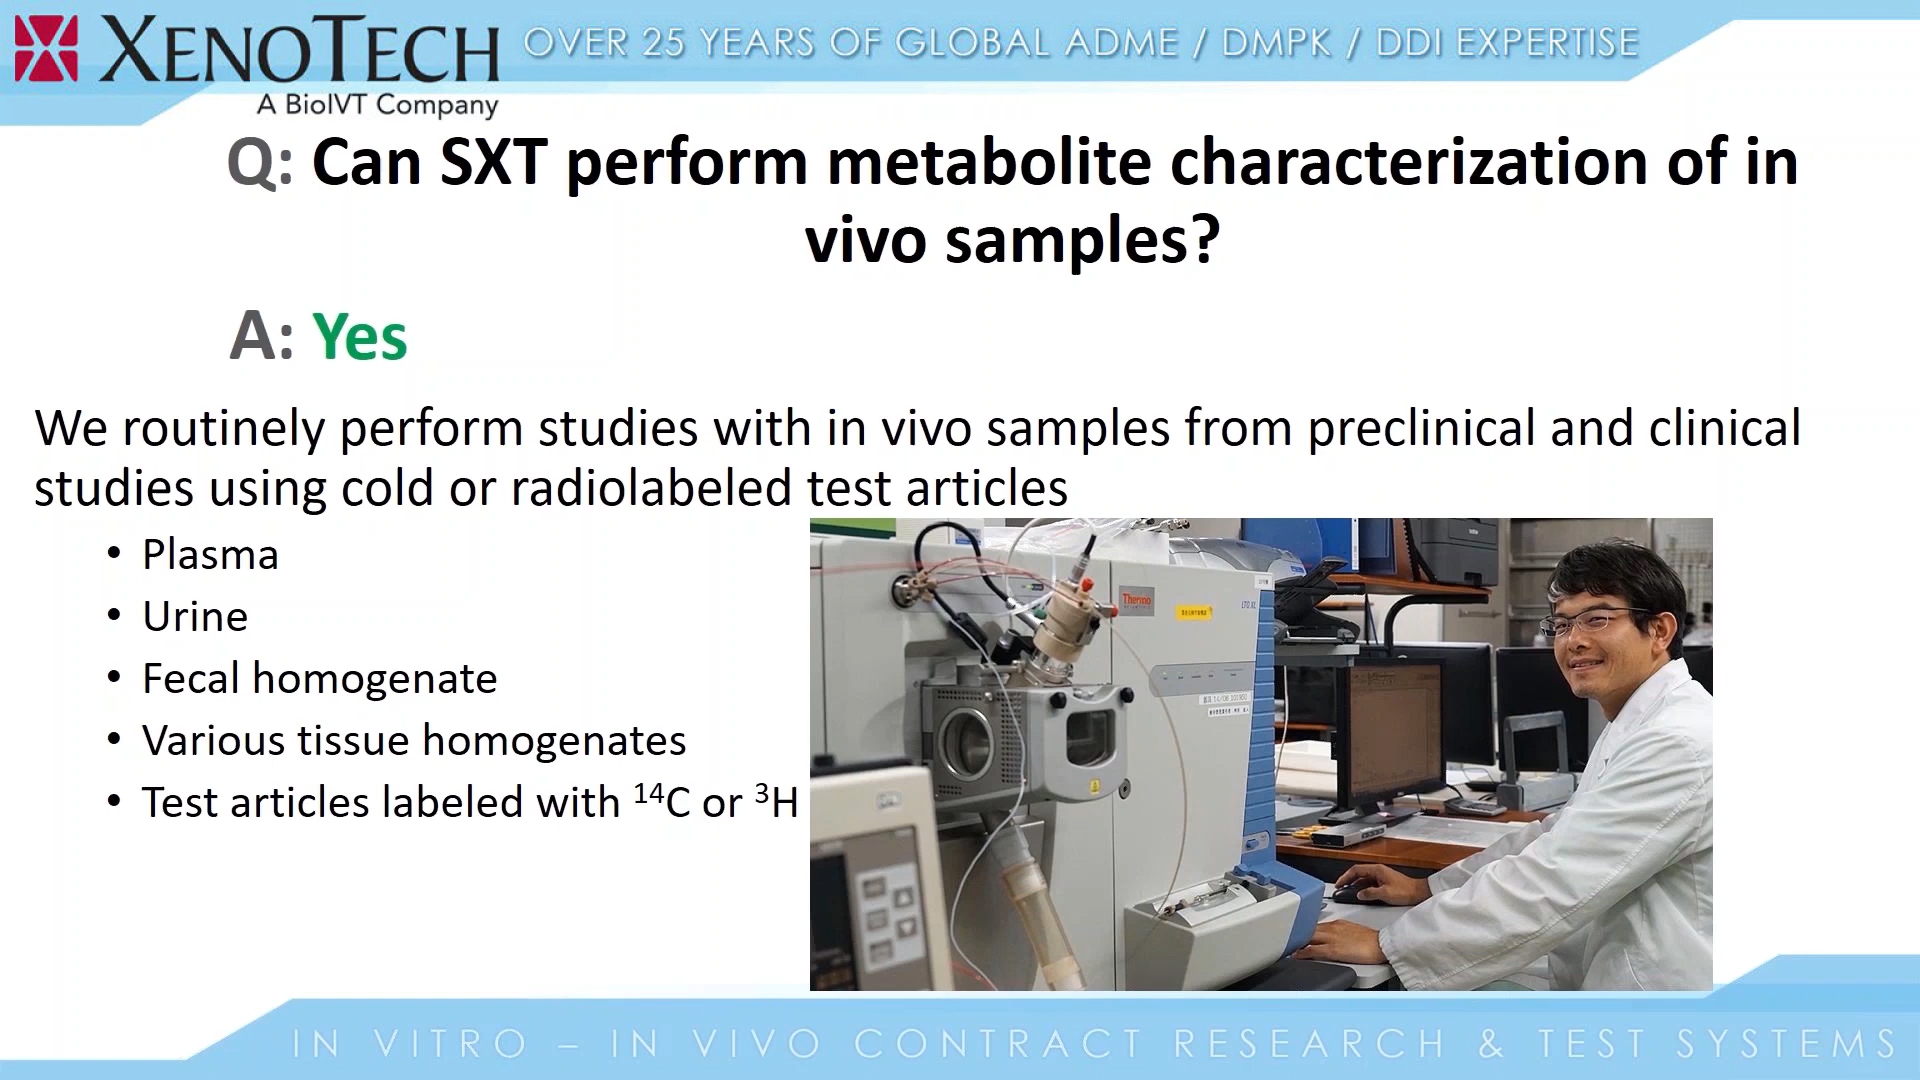 XENOTECH
A BioIVT Company
OVER 25 YEARS OF GLOBAL ADME / DMPK / DDI EXPERTISE
Q: Can SXT perform metabolite characterization of in
vivo samples?
A: Yes
We routinely perform studies with in vivo samples from preclinical and clinical
studies using cold or radiolabeled test articles
• Plasma
• Urine
• Fecal homogenate
• Various tissue homogenates
• Test articles labeled with ¹⁴C or ³H
Thermo
SCIENTIFIC
LTQ XL
IN VITRO – IN VIVO CONTRACT RESEARCH & TEST SYSTEMS